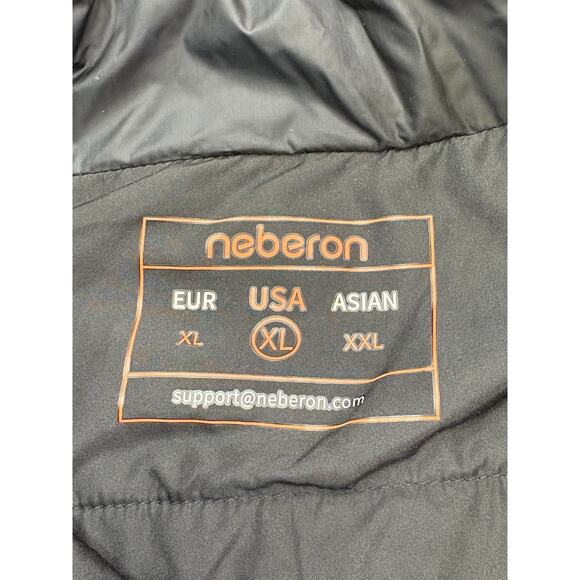 neberon
EUR USA ASIAN
XL XL XXL
support@neberon.com